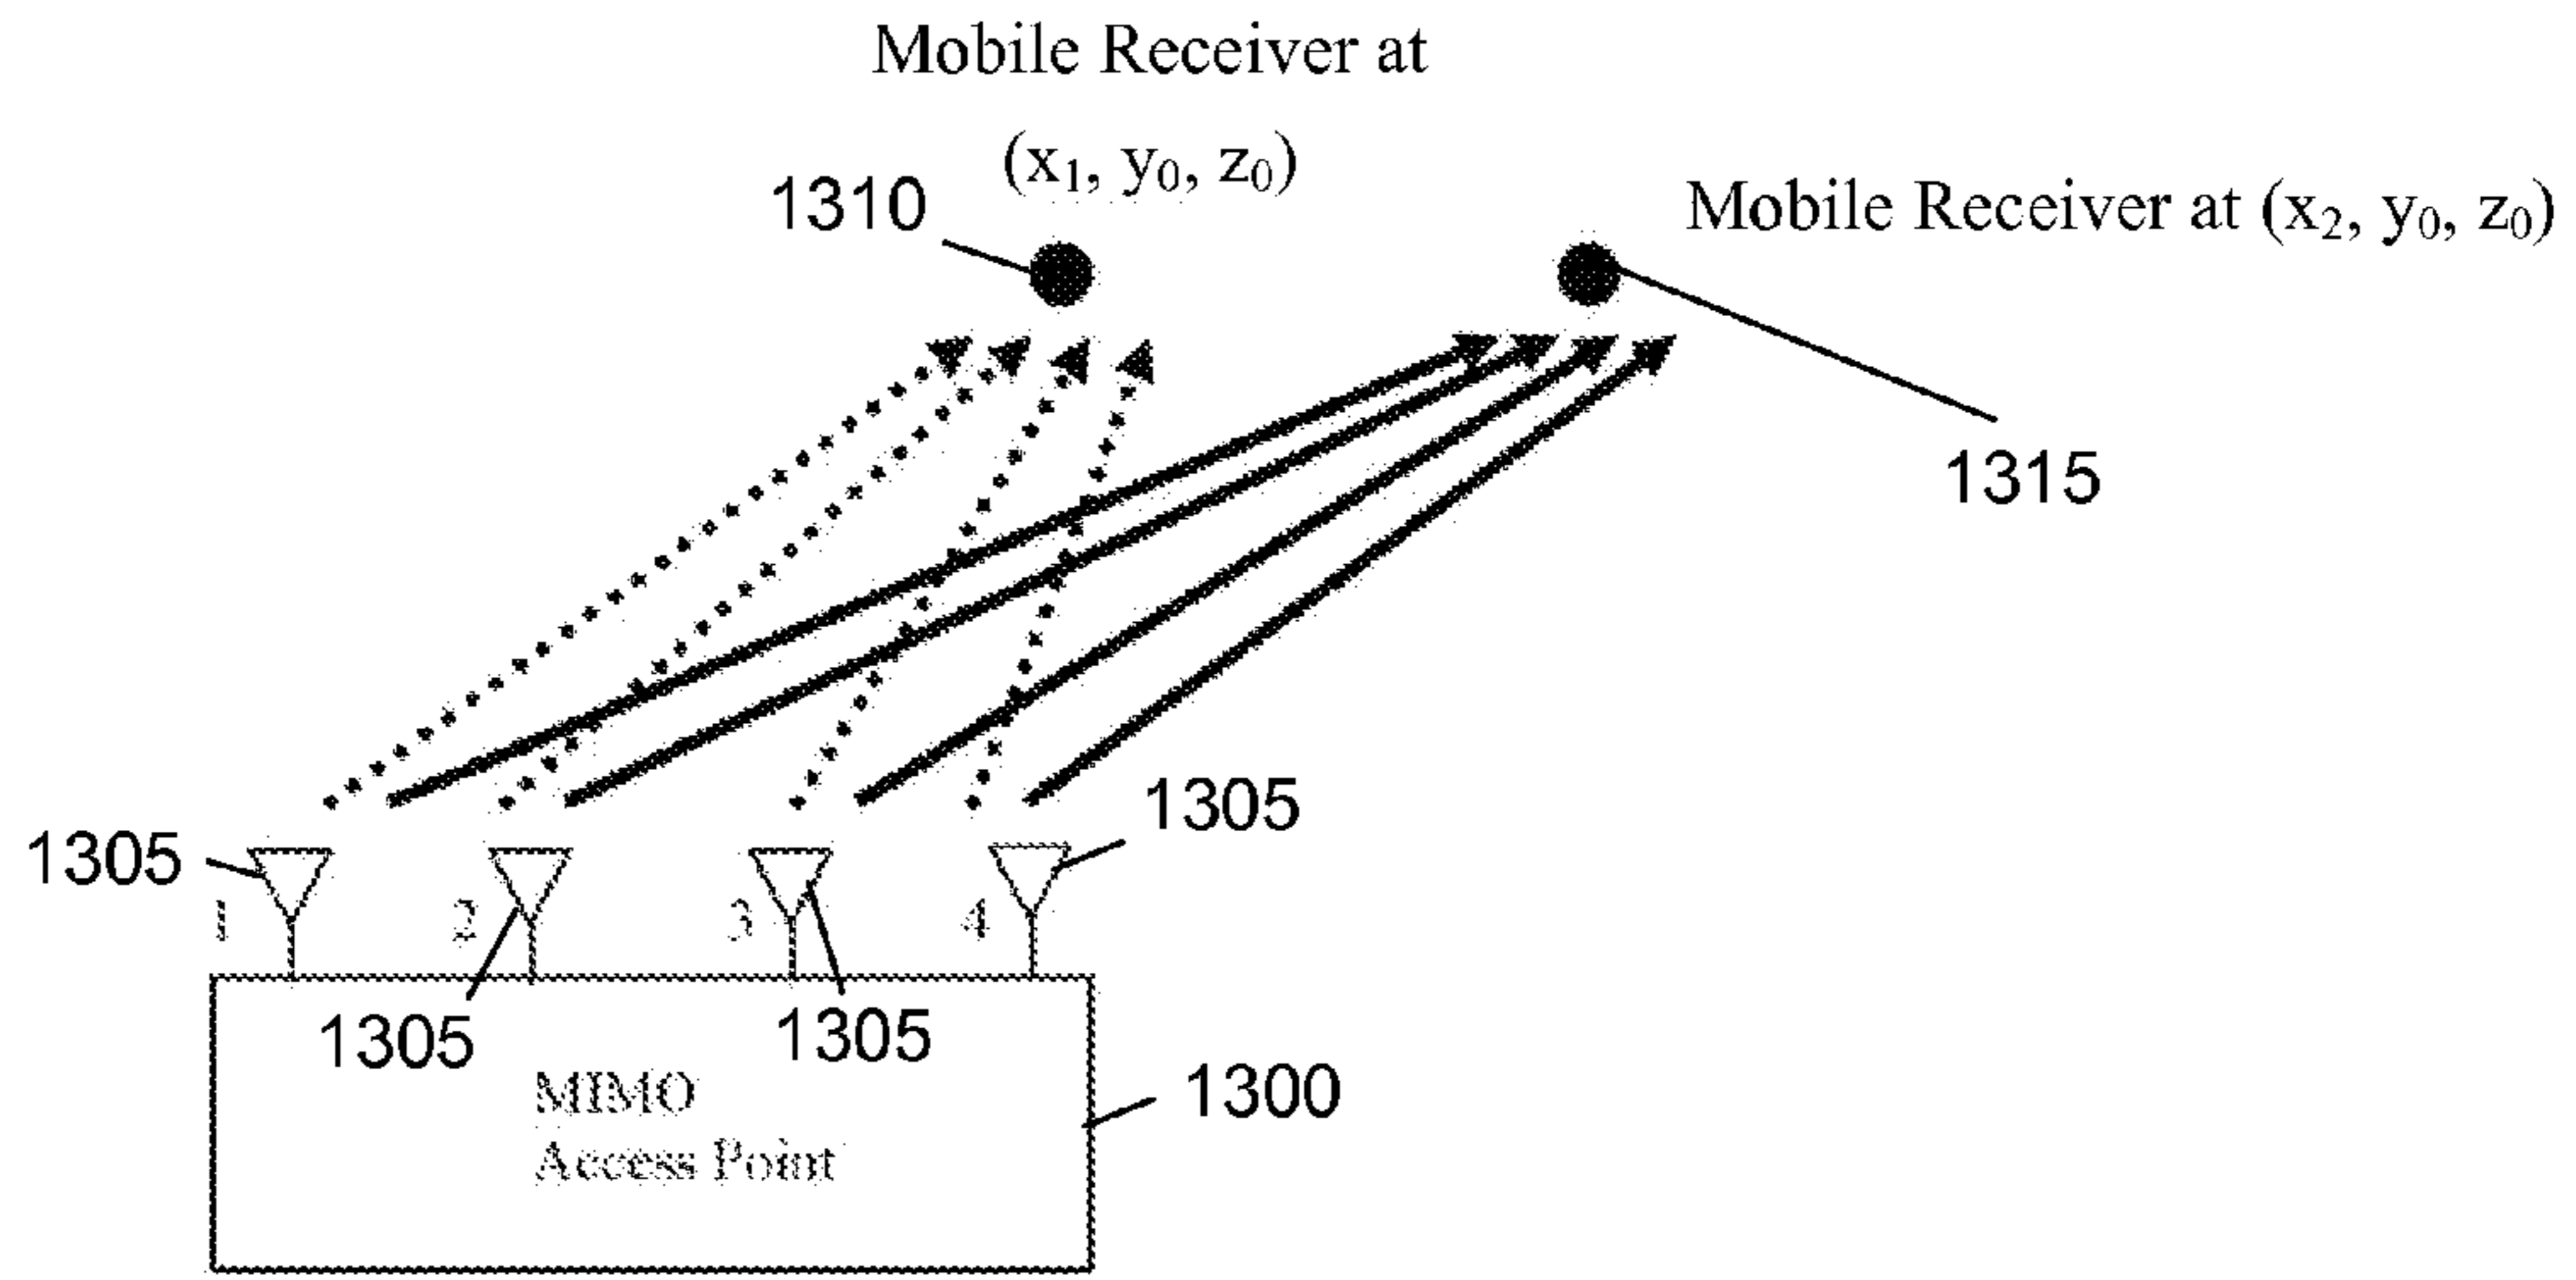 Mobile Receiver at
(x₁, y₀, z₀)
1310
Mobile Receiver at (x₂, y₀, z₀)
1315
1305
1305
1 2 3 4
1305 1305
MIMO
Access Point
1300